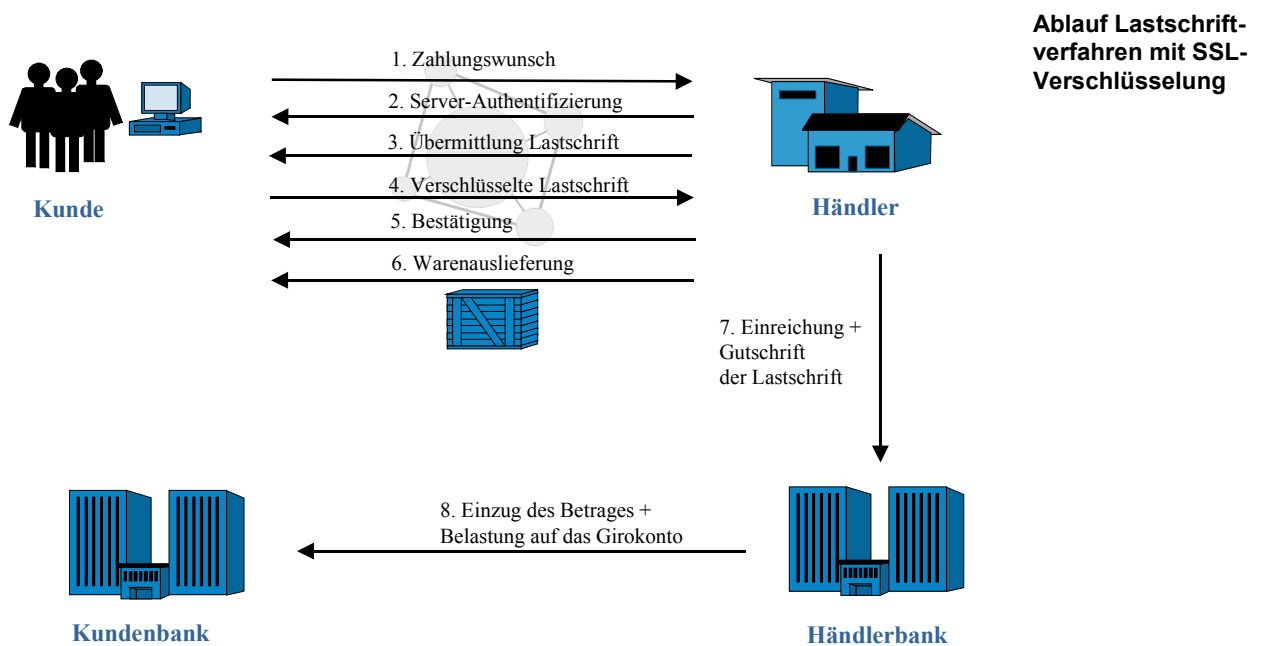 Ablauf Lastschrift-
verfahren mit SSL-
Verschlüsselung
1. Zahlungswunsch
2. Server-Authentifizierung
3. Übermittlung Lastschrift
4. Verschlüsselte Lastschrift
5. Bestätigung
6. Warenauslieferung
Kunde
Händler
7. Einreichung +
Gutschrift
der Lastschrift
8. Einzug des Betrages +
Belastung auf das Girokonto
Kundenbank
Händlerbank